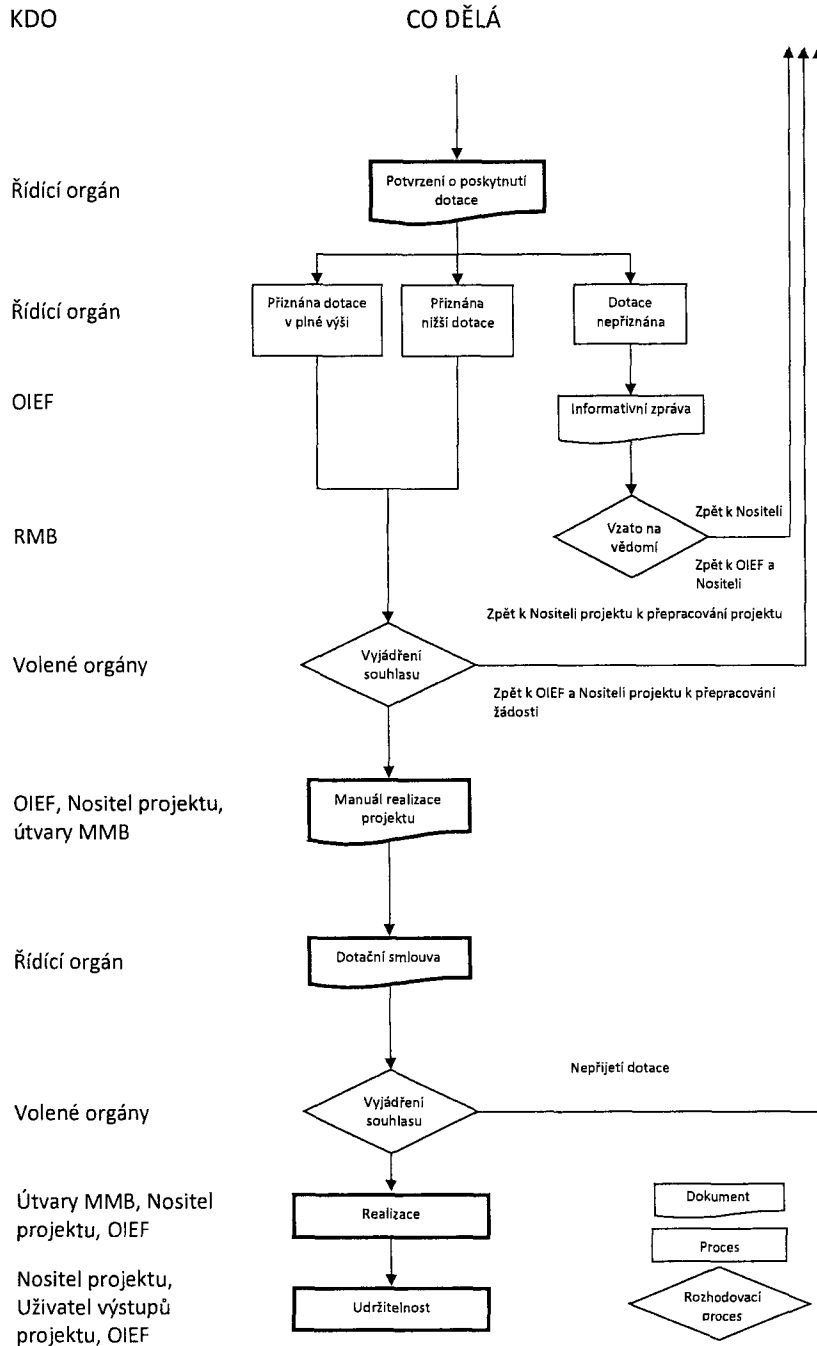 KDO
CO DĚLÁ
Řídící orgán
Potvrzení o poskytnutí
dotace
Řídící orgán
Přiznána dotace
v plné výši
Přiznána
nižší dotace
Dotace
nepřiznána
OIEF
Informativní zpráva
RMB
Vzato na
vědomí
Zpět k Nositeli
Zpět k OIEF a
Nositeli
Zpět k Nositeli projektu k přepracování projektu
Volené orgány
Vyjádření
souhlasu
Zpět k OIEF a Nositeli projektu k přepracování
žádosti
OIEF, Nositel projektu,
útvary MMB
Manuál realizace
projektu
Řídící orgán
Dotační smlouva
Nepřijetí dotace
Volené orgány
Vyjádření
souhlasu
Útvary MMB, Nositel
projektu, OIEF
Realizace
Dokument
Proces
Nositel projektu,
Uživatel výstupů
projektu, OIEF
Udržitelnost
Rozhodovací
proces